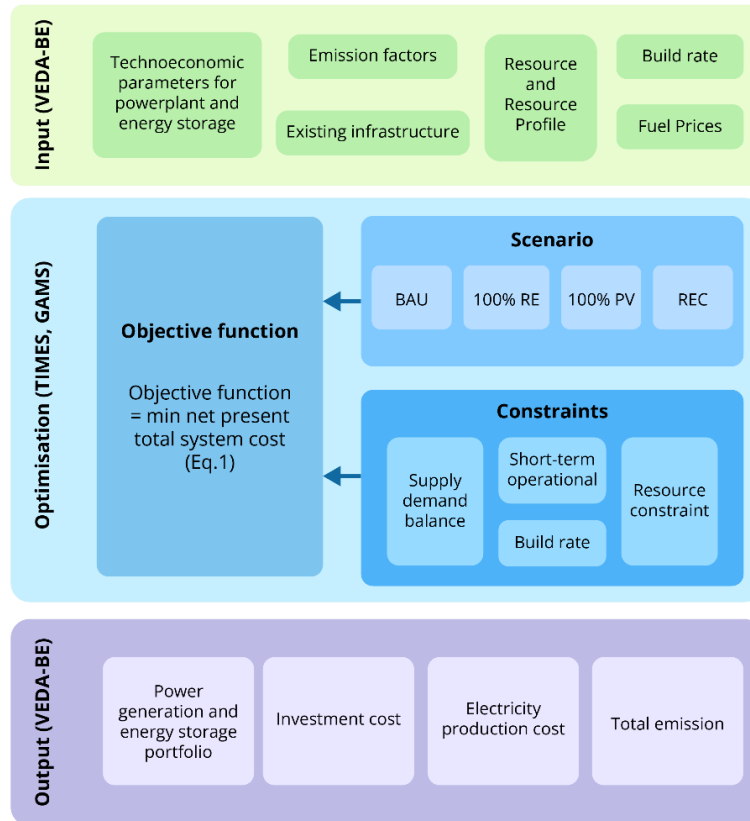 Input (VEDA-BE)
Technoeconomic
parameters for
powerplant and
energy storage
Emission factors
Existing infrastructure
Resource
and
Resource
Profile
Build rate
Fuel Prices
Optimisation (TIMES, GAMS)
Objective function
Objective function
= min net present
total system cost
(Eq.1)
Scenario
BAU
100% RE
100% PV
REC
Constraints
Supply
demand
balance
Short-term
operational
Build rate
Resource
constraint
Output (VEDA-BE)
Power
generation and
energy storage
portfolio
Investment cost
Electricity
production cost
Total emission